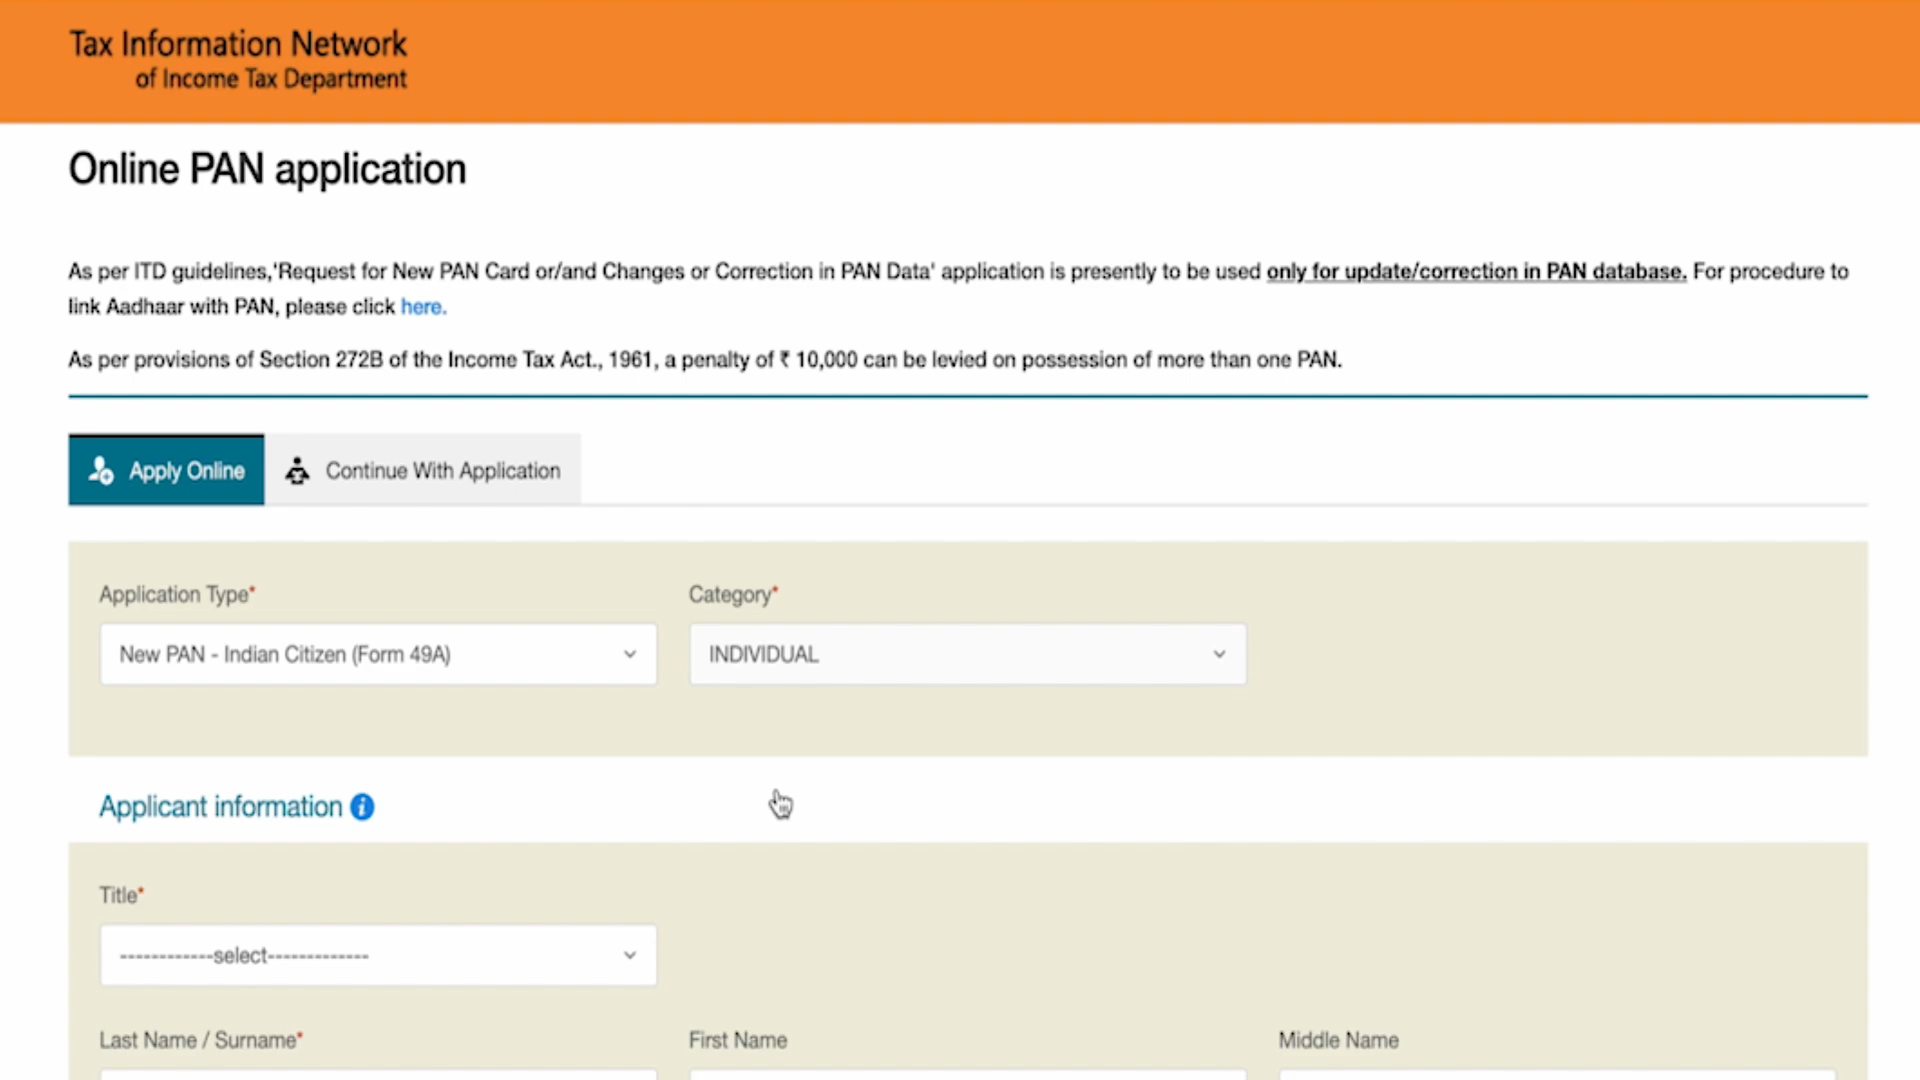 Tax Information Network
of Income Tax Department
Online PAN application
As per ITD guidelines,'Request for New PAN Card or/and Changes or Correction in PAN Data' application is presently to be used only for update/correction in PAN database. For procedure to
link Aadhaar with PAN, please click here.
As per provisions of Section 272B of the Income Tax Act., 1961, a penalty of ₹ 10,000 can be levied on possession of more than one PAN.
Apply Online Continue With Application
Application Type* Category*
New PAN - Indian Citizen (Form 49A) INDIVIDUAL
Applicant information i
Title*
------------select-------------
Last Name / Surname* First Name Middle Name